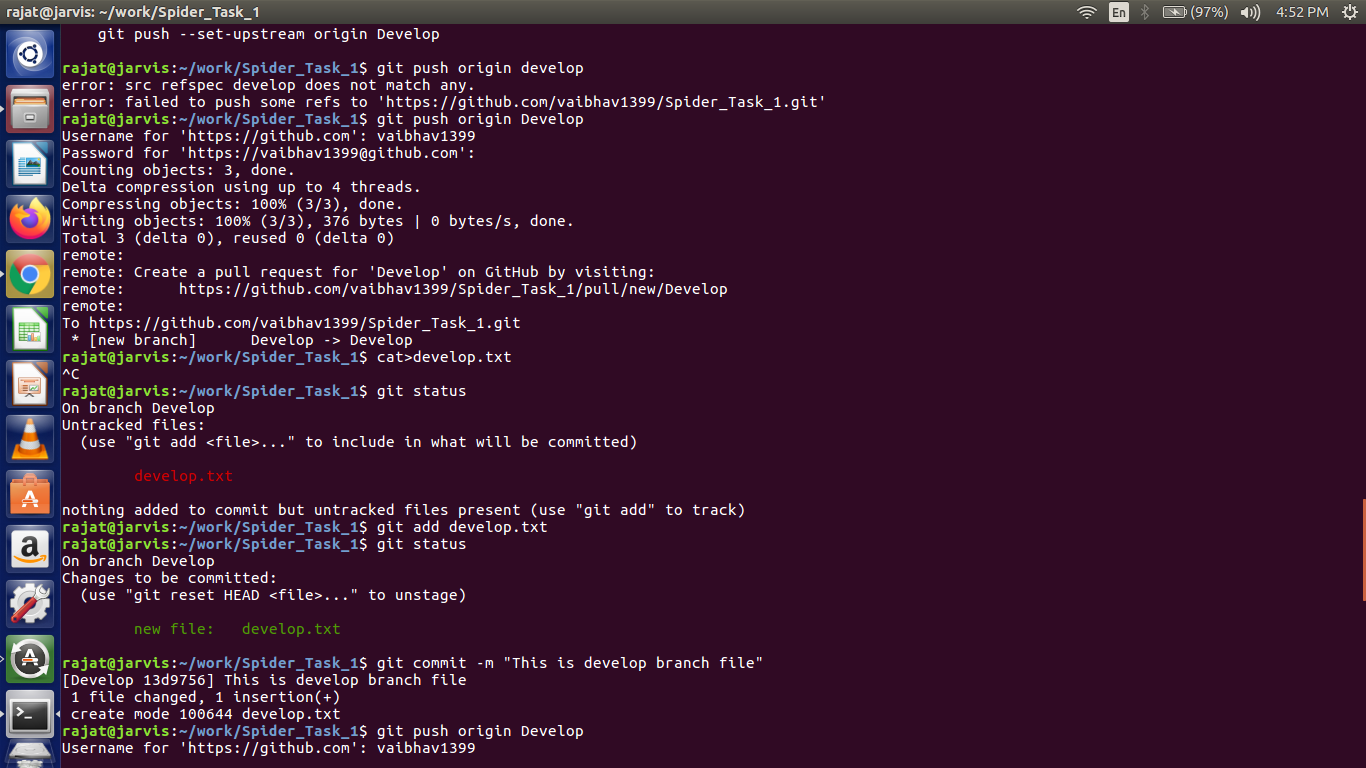 rajat@jarvis: ~/work/Spider_Task_1
En
(97%)
4:52 PM
git push --set-upstream origin Develop
rajat@jarvis:~/work/Spider_Task_1$ git push origin develop
error: src refspec develop does not match any.
error: failed to push some refs to 'https://github.com/vaibhav1399/Spider_Task_1.git'
rajat@jarvis:~/work/Spider_Task_1$ git push origin Develop
Username for 'https://github.com': vaibhav1399
Password for 'https://vaibhav1399@github.com':
Counting objects: 3, done.
Delta compression using up to 4 threads.
Compressing objects: 100% (3/3), done.
Writing objects: 100% (3/3), 376 bytes | 0 bytes/s, done.
Total 3 (delta 0), reused 0 (delta 0)
remote:
remote: Create a pull request for 'Develop' on GitHub by visiting:
remote:      https://github.com/vaibhav1399/Spider_Task_1/pull/new/Develop
remote:
To https://github.com/vaibhav1399/Spider_Task_1.git
 * [new branch]      Develop -> Develop
rajat@jarvis:~/work/Spider_Task_1$ cat>develop.txt
^C
rajat@jarvis:~/work/Spider_Task_1$ git status
On branch Develop
Untracked files:
  (use "git add <file>..." to include in what will be committed)
develop.txt
nothing added to commit but untracked files present (use "git add" to track)
rajat@jarvis:~/work/Spider_Task_1$ git add develop.txt
rajat@jarvis:~/work/Spider_Task_1$ git status
On branch Develop
Changes to be committed:
  (use "git reset HEAD <file>..." to unstage)
new file:   develop.txt
rajat@jarvis:~/work/Spider_Task_1$ git commit -m "This is develop branch file"
[Develop 13d9756] This is develop branch file
 1 file changed, 1 insertion(+)
 create mode 100644 develop.txt
rajat@jarvis:~/work/Spider_Task_1$ git push origin Develop
Username for 'https://github.com': vaibhav1399